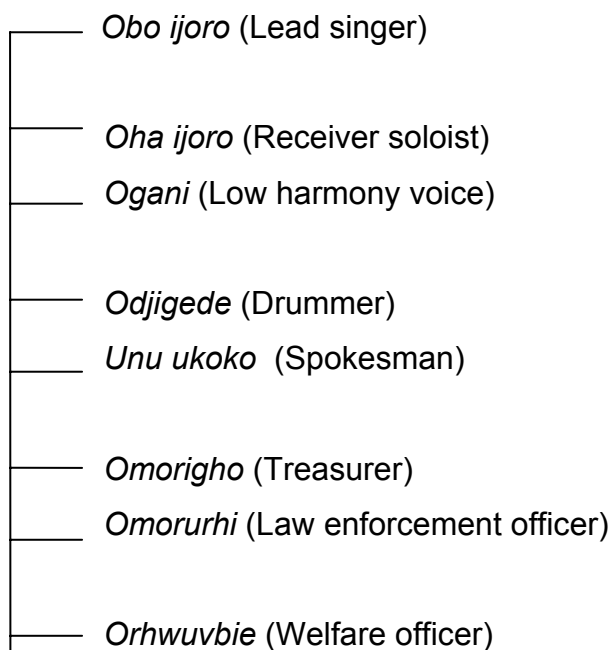 Obo ijoro (Lead singer)
Oha ijoro (Receiver soloist)
Ogani (Low harmony voice)
Odjigede (Drummer)
Unu ukoko (Spokesman)
Omorigho (Treasurer)
Omorurhi (Law enforcement officer)
Orhwuvbie (Welfare officer)